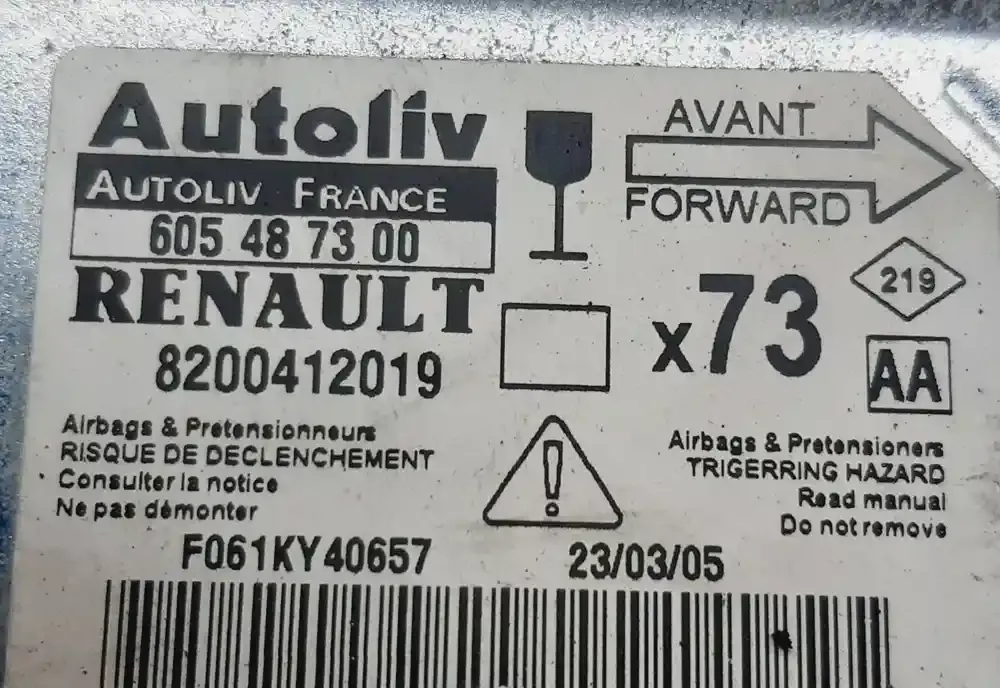 Autoliv
AUTOLIV FRANCE
605 48 73 00
RENAULT
8200412019
AVANT
FORWARD
219
x73
AA
Airbags & Pretensionneurs
RISQUE DE DECLENCHEMENT
Consulter la notice
Ne pas démonter
Airbags & Pretensioners
TRIGERRING HAZARD
Read manual
Do not remove
F061KY40657
23/03/05